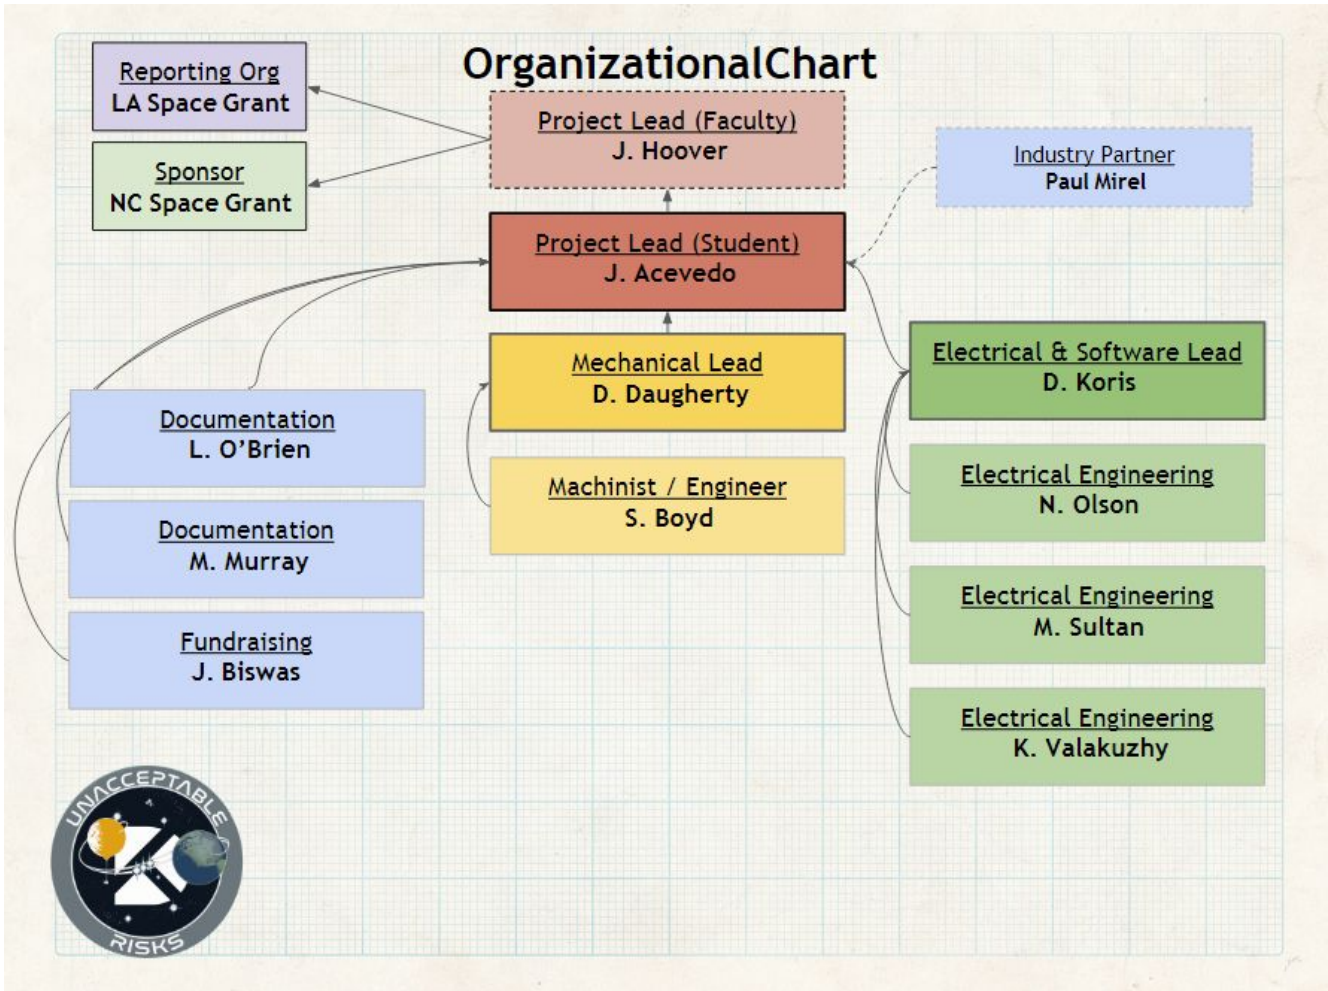 OrganizationalChart
Reporting Org
LA Space Grant
Sponsor
NC Space Grant
Project Lead (Faculty)
J. Hoover
Industry Partner
Paul Mirel
Project Lead (Student)
J. Acevedo
Mechanical Lead
D. Daugherty
Machinist / Engineer
S. Boyd
Electrical & Software Lead
D. Koris
Electrical Engineering
N. Olson
Electrical Engineering
M. Sultan
Electrical Engineering
K. Valakuzhy
Documentation
L. O’Brien
Documentation
M. Murray
Fundraising
J. Biswas
UNACCEPTABLE
RISKS